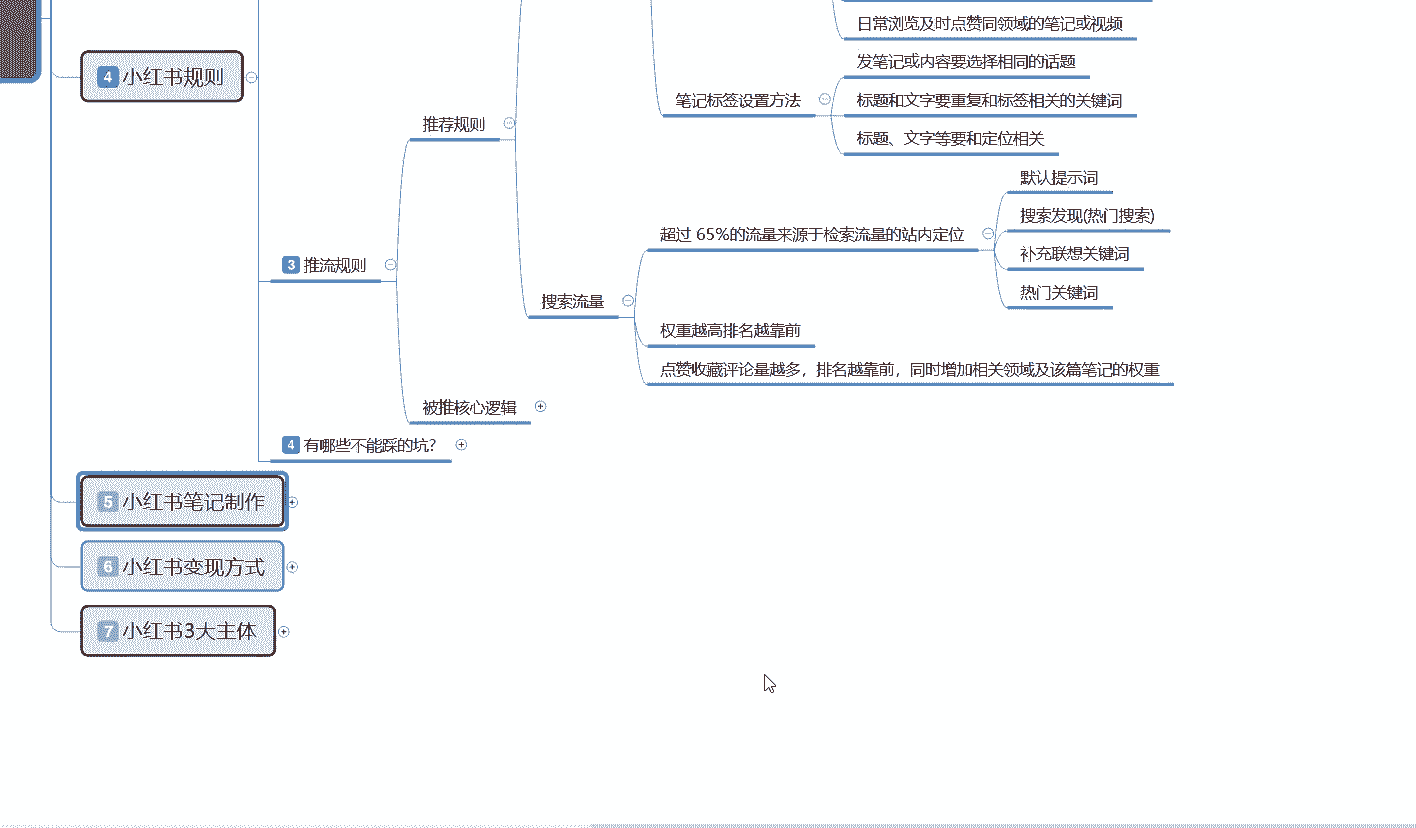 日常浏览及时点赞同领域的笔记或视频
发笔记或内容要选择相同的话题
4 小红书规则
笔记标签设置方法
标题和文字要重复和标签相关的关键词
推荐规则
标题、文字等要和定位相关
默认提示词
搜索发现(热门搜索)
超过 65%的流量来源于检索流量的站内定位
补充联想关键词
3 推流规则
热门关键词
搜索流量
权重越高排名越靠前
点赞收藏评论量越多，排名越靠前，同时增加相关领域及该篇笔记的权重
被推核心逻辑
4 有哪些不能踩的坑?
5 小红书笔记制作
6 小红书变现方式
7 小红书3大主体